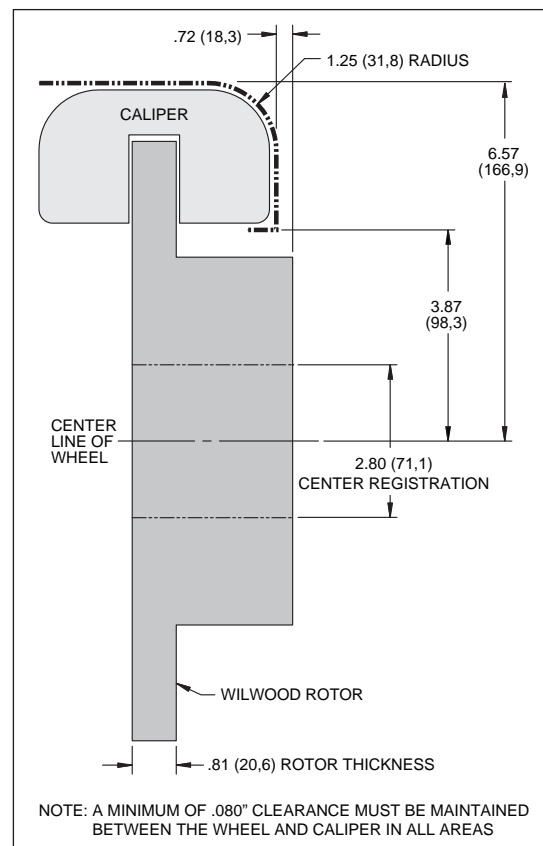 .72 (18,3)
1.25 (31,8) RADIUS
CALIPER
6.57
(166,9)
3.87
(98,3)
CENTER
LINE OF
WHEEL
2.80 (71,1)
CENTER REGISTRATION
WILWOOD ROTOR
.81 (20,6) ROTOR THICKNESS
NOTE: A MINIMUM OF .080" CLEARANCE MUST BE MAINTAINED
BETWEEN THE WHEEL AND CALIPER IN ALL AREAS